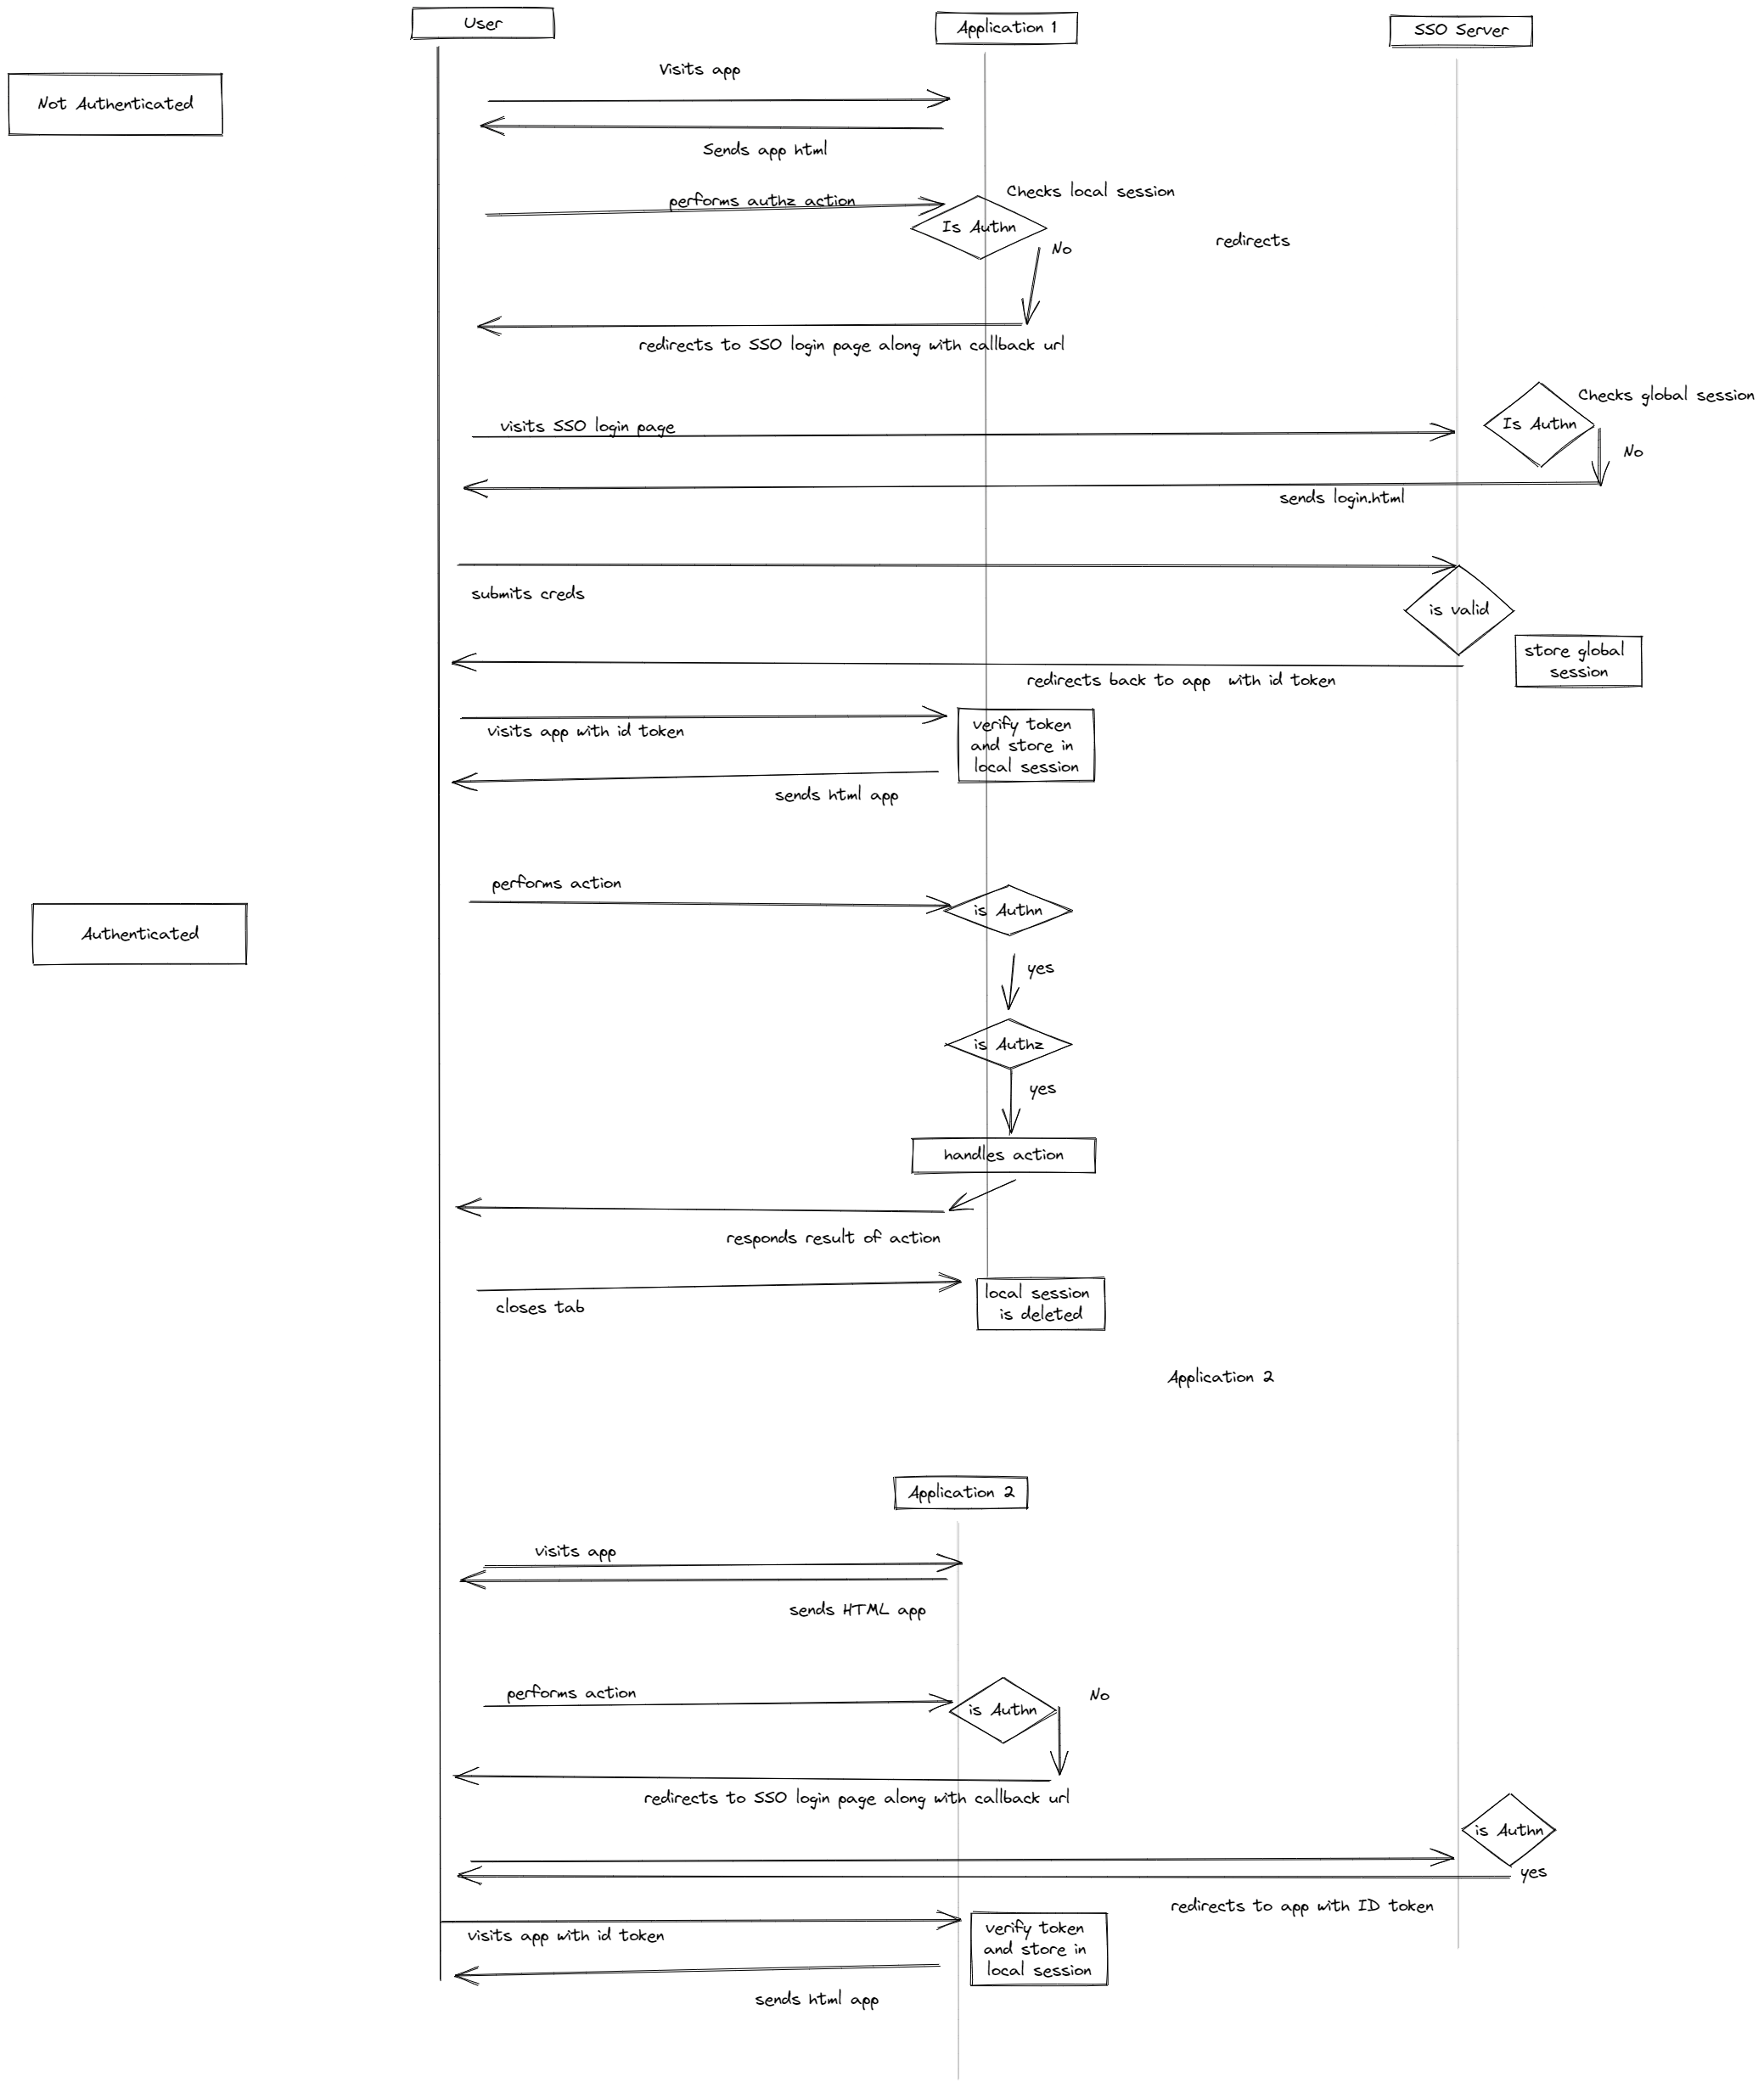 User
Application 1
SSO Server
Visits app
Not Authenticated
Sends app html
performs authz action
Checks local session
Is Authn
No
redirects
redirects to SSO login page along with callback url
Checks global session
visits SSO login page
Is Authn
No
sends login.html
submits creds
is valid
store global
session
redirects back to app with id token
visits app with id token
verify token
and store in
local session
sends html app
performs action
is Authn
Authenticated
yes
is Authz
yes
handles action
responds result of action
closes tab
local session
is deleted
Application 2
Application 2
visits app
sends HTML app
performs action
is Authn
No
redirects to SSO login page along with callback url
is Authn
yes
redirects to app with ID token
visits app with id token
verify token
and store in
local session
sends html app